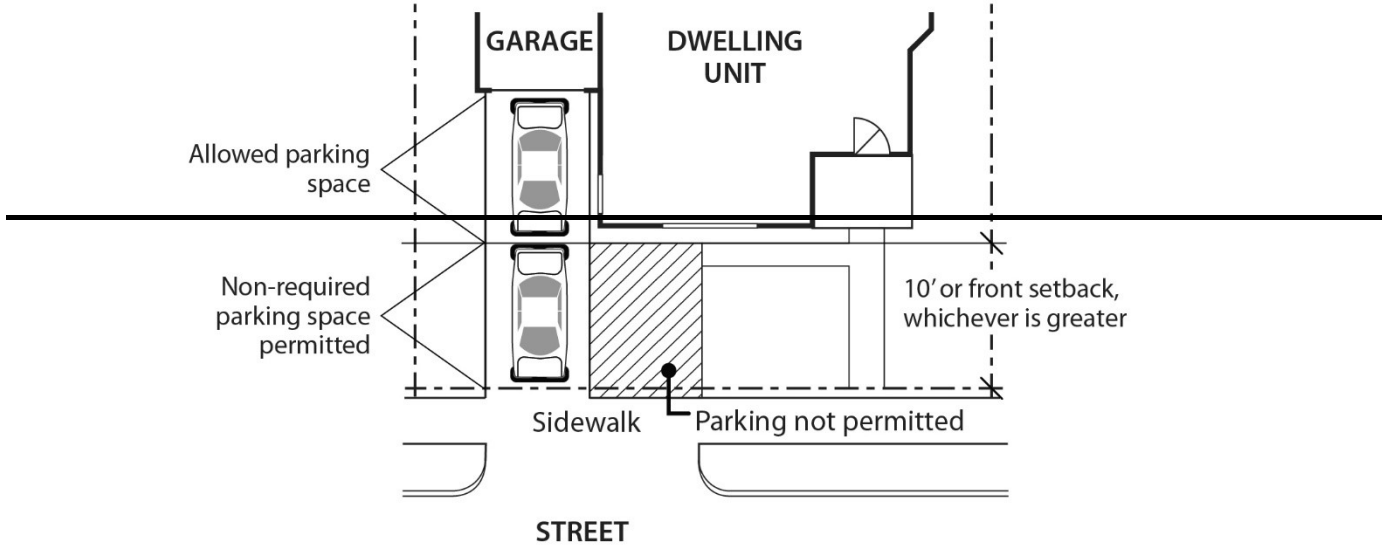 GARAGE
DWELLING
UNIT
Allowed parking
space
Non-required
parking space
permitted
10’ or front setback,
whichever is greater
Sidewalk
Parking not permitted
STREET